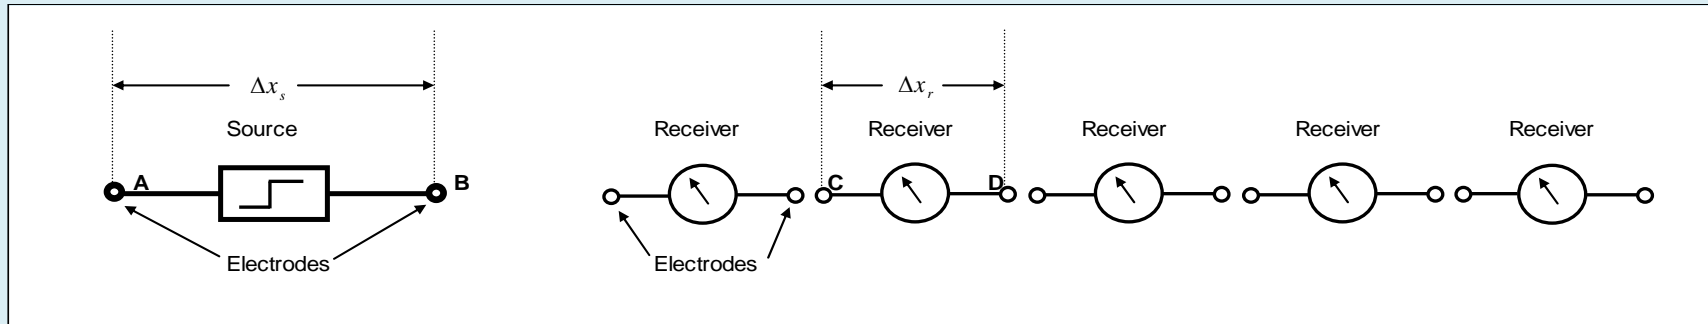 Δx_s
Δx_r
Source
Receiver
Receiver
Receiver
Receiver
Receiver
A
B
C
D
Electrodes
Electrodes